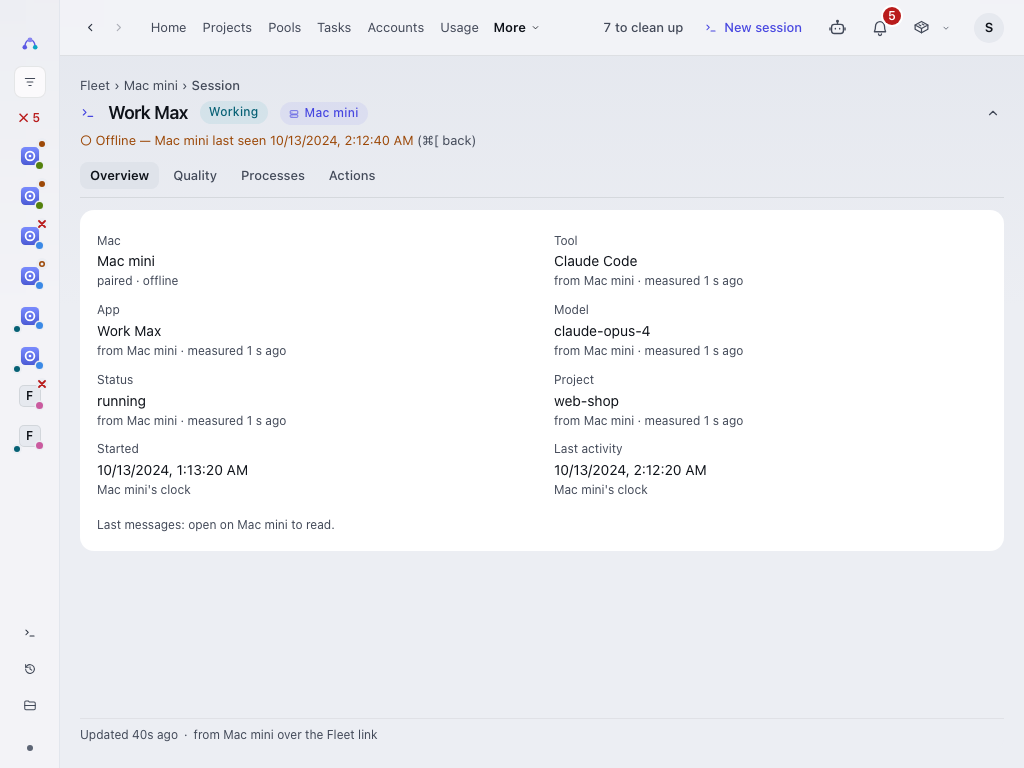 Home Projects Pools Tasks Accounts Usage More 7 to clean up >_ New session 5 S
5
F
F
Fleet › Mac mini › Session
>_ Work Max Working Mac mini
Offline — Mac mini last seen 10/13/2024, 2:12:40 AM (⌘[ back)
Overview Quality Processes Actions
Mac
Mac mini
paired · offline
Tool
Claude Code
from Mac mini · measured 1 s ago
App
Work Max
from Mac mini · measured 1 s ago
Model
claude-opus-4
from Mac mini · measured 1 s ago
Status
running
from Mac mini · measured 1 s ago
Project
web-shop
from Mac mini · measured 1 s ago
Started
10/13/2024, 1:13:20 AM
Mac mini's clock
Last activity
10/13/2024, 2:12:20 AM
Mac mini's clock
Last messages: open on Mac mini to read.
Updated 40s ago · from Mac mini over the Fleet link